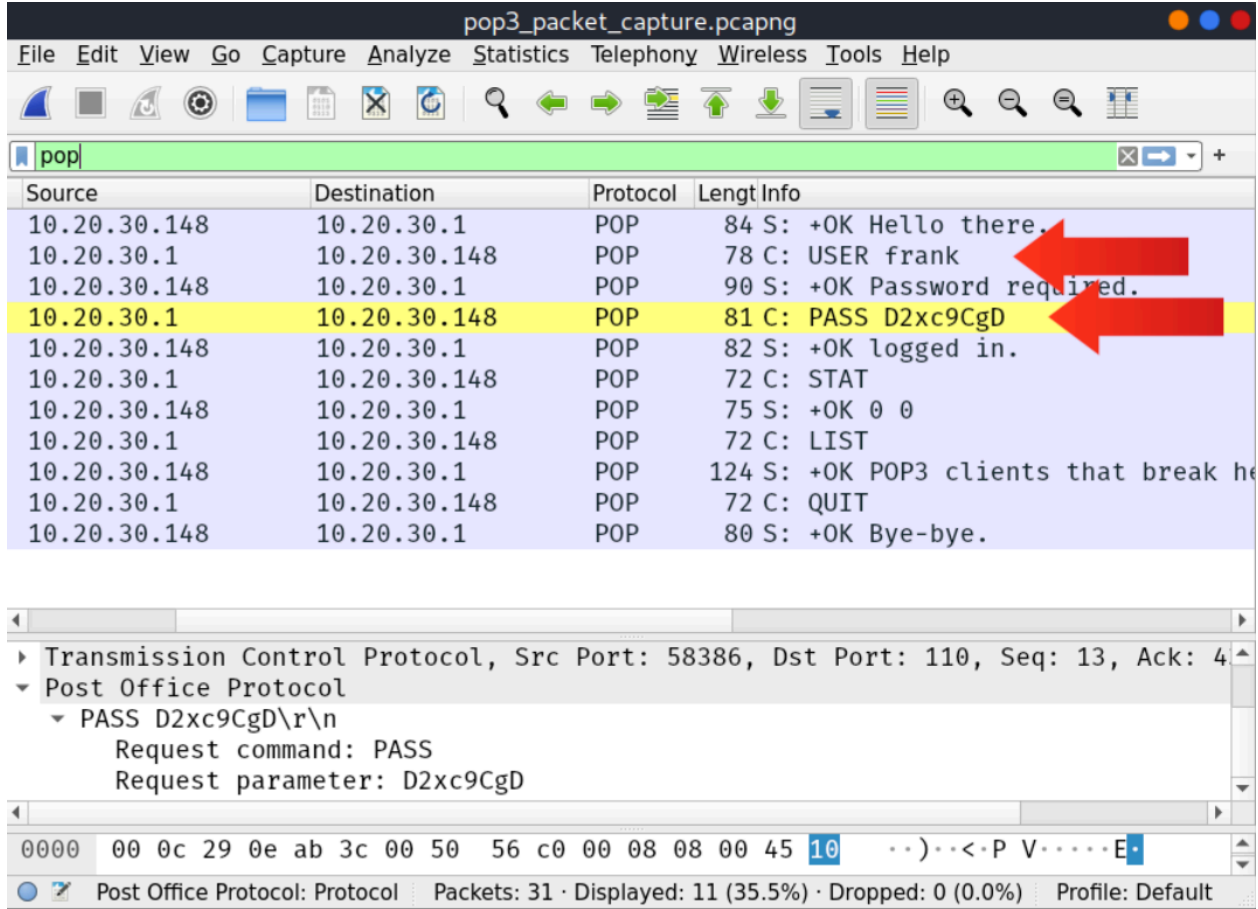 pop3_packet_capture.pcapng
File Edit View Go Capture Analyze Statistics Telephony Wireless Tools Help
pop
Source Destination Protocol Lengt Info
10.20.30.148 10.20.30.1 POP 84 S: +OK Hello there.
10.20.30.1 10.20.30.148 POP 78 C: USER frank
10.20.30.148 10.20.30.1 POP 90 S: +OK Password required.
10.20.30.1 10.20.30.148 POP 81 C: PASS D2xc9CgD
10.20.30.148 10.20.30.1 POP 82 S: +OK logged in.
10.20.30.1 10.20.30.148 POP 72 C: STAT
10.20.30.148 10.20.30.1 POP 75 S: +OK 0 0
10.20.30.1 10.20.30.148 POP 72 C: LIST
10.20.30.148 10.20.30.1 POP 124 S: +OK POP3 clients that break he
10.20.30.1 10.20.30.148 POP 72 C: QUIT
10.20.30.148 10.20.30.1 POP 80 S: +OK Bye-bye.
Transmission Control Protocol, Src Port: 58386, Dst Port: 110, Seq: 13, Ack: 4
Post Office Protocol
PASS D2xc9CgD\r\n
Request command: PASS
Request parameter: D2xc9CgD
0000 00 0c 29 0e ab 3c 00 50 56 c0 00 08 08 00 45 10 ··)··<·P V·····E·
Post Office Protocol: Protocol Packets: 31 · Displayed: 11 (35.5%) · Dropped: 0 (0.0%) Profile: Default